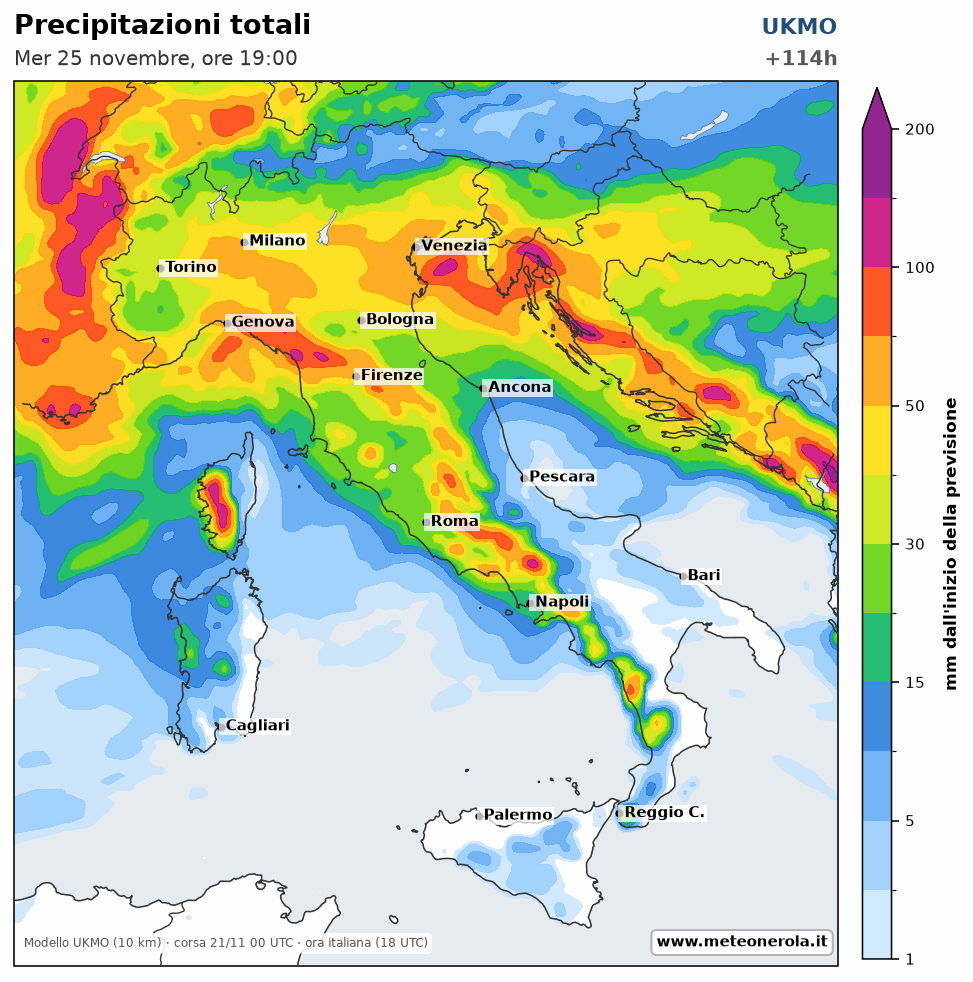 Precipitazioni totali
UKMO
Mer 25 novembre, ore 19:00
+114h
200
Milano
Venezia
Torino
100
Genova
Bologna
Firenze
Ancona
50
Pescara
Roma
30
Bari
Napoli
15
Cagliari
Palermo
Reggio C.
5
mm dall'inizio della previsione
Modello UKMO (10 km) · corsa 21/11 00 UTC · ora italiana (18 UTC)
www.meteonerola.it
1